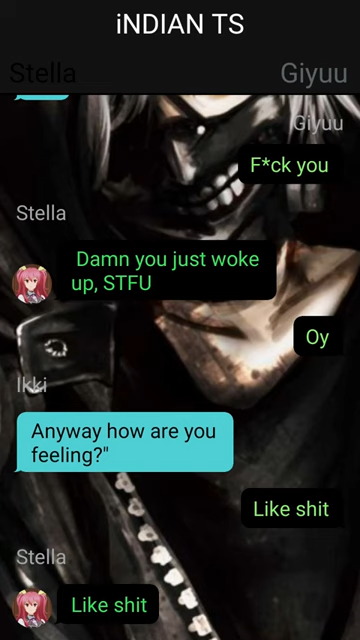 iNDIAN TS
Stella
Giyuu
Giyuu
F*ck you
Stella
Damn you just woke
up, STFU
Oy
Ikki
Anyway how are you
feeling?"
Like shit
Stella
Like shit